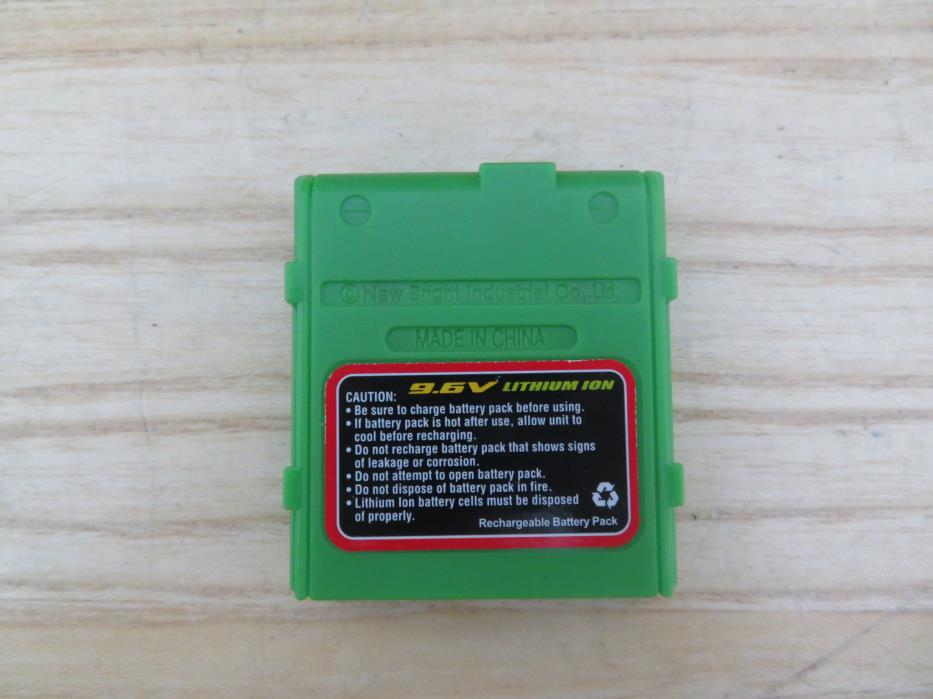 © New Bright Industrial Co., Ltd
MADE IN CHINA
9.6V LITHIUM ION
CAUTION:
• Be sure to charge battery pack before using.
• If battery pack is hot after use, allow unit to
cool before recharging.
• Do not recharge battery pack that shows signs
of leakage or corrosion.
• Do not attempt to open battery pack.
• Do not dispose of battery pack in fire.
• Lithium Ion battery cells must be disposed
of properly.
Rechargeable Battery Pack